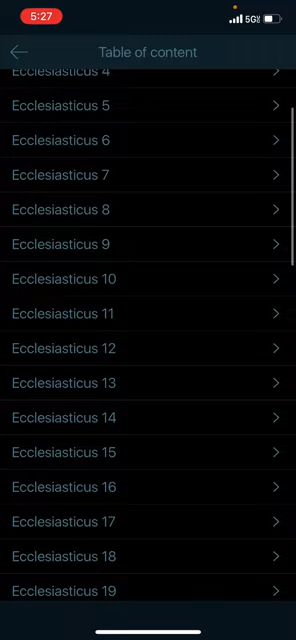 5:27
5G
Table of content
Ecclesiasticus 4
Ecclesiasticus 5
Ecclesiasticus 6
Ecclesiasticus 7
Ecclesiasticus 8
Ecclesiasticus 9
Ecclesiasticus 10
Ecclesiasticus 11
Ecclesiasticus 12
Ecclesiasticus 13
Ecclesiasticus 14
Ecclesiasticus 15
Ecclesiasticus 16
Ecclesiasticus 17
Ecclesiasticus 18
Ecclesiasticus 19